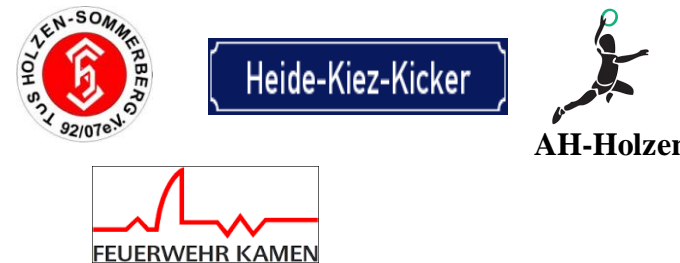 TUS HOLZEN-SOMMERBERG
92/07e.V.
Heide-Kiez-Kicker
AH-Holzen
FEUERWEHR KAMEN